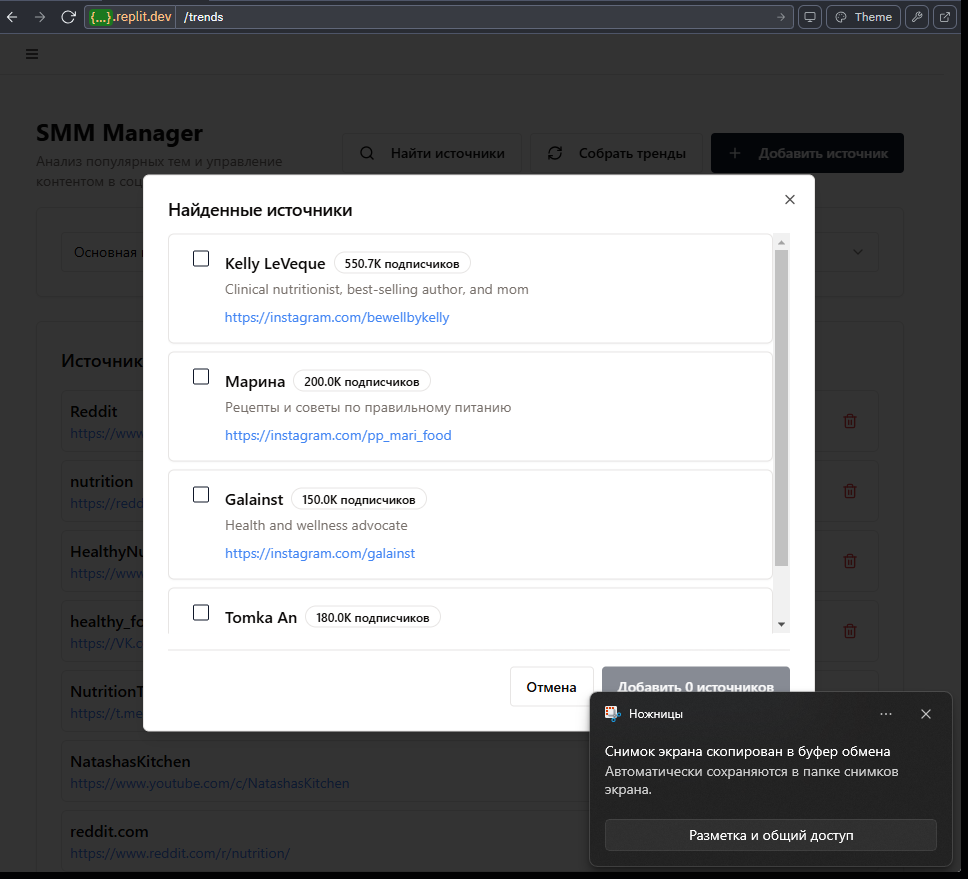 {...}.replit.dev /trends
Theme
SMM Manager
Анализ популярных тем и управление
контентом в соц
Найти источники
Собрать тренды
+ Добавить источник
Основная
Найденные источники
Kelly LeVeque 550.7K подписчиков
Clinical nutritionist, best-selling author, and mom
https://instagram.com/bewellbykelly
Марина 200.0K подписчиков
Рецепты и советы по правильному питанию
https://instagram.com/pp_mari_food
Galainst 150.0K подписчиков
Health and wellness advocate
https://instagram.com/galainst
Tomka An 180.0K подписчиков
Отмена
Добавить 0 источников
Источник
Reddit
https://www
nutrition
https://redd
HealthyNu
https://www
healthy_fo
https://VK.c
NutritionT
https://t.me
NatashasKitchen
https://www.youtube.com/c/NatashasKitchen
reddit.com
https://www.reddit.com/r/nutrition/
Ножницы
Снимок экрана скопирован в буфер обмена
Автоматически сохраняются в папке снимков
экрана.
Разметка и общий доступ